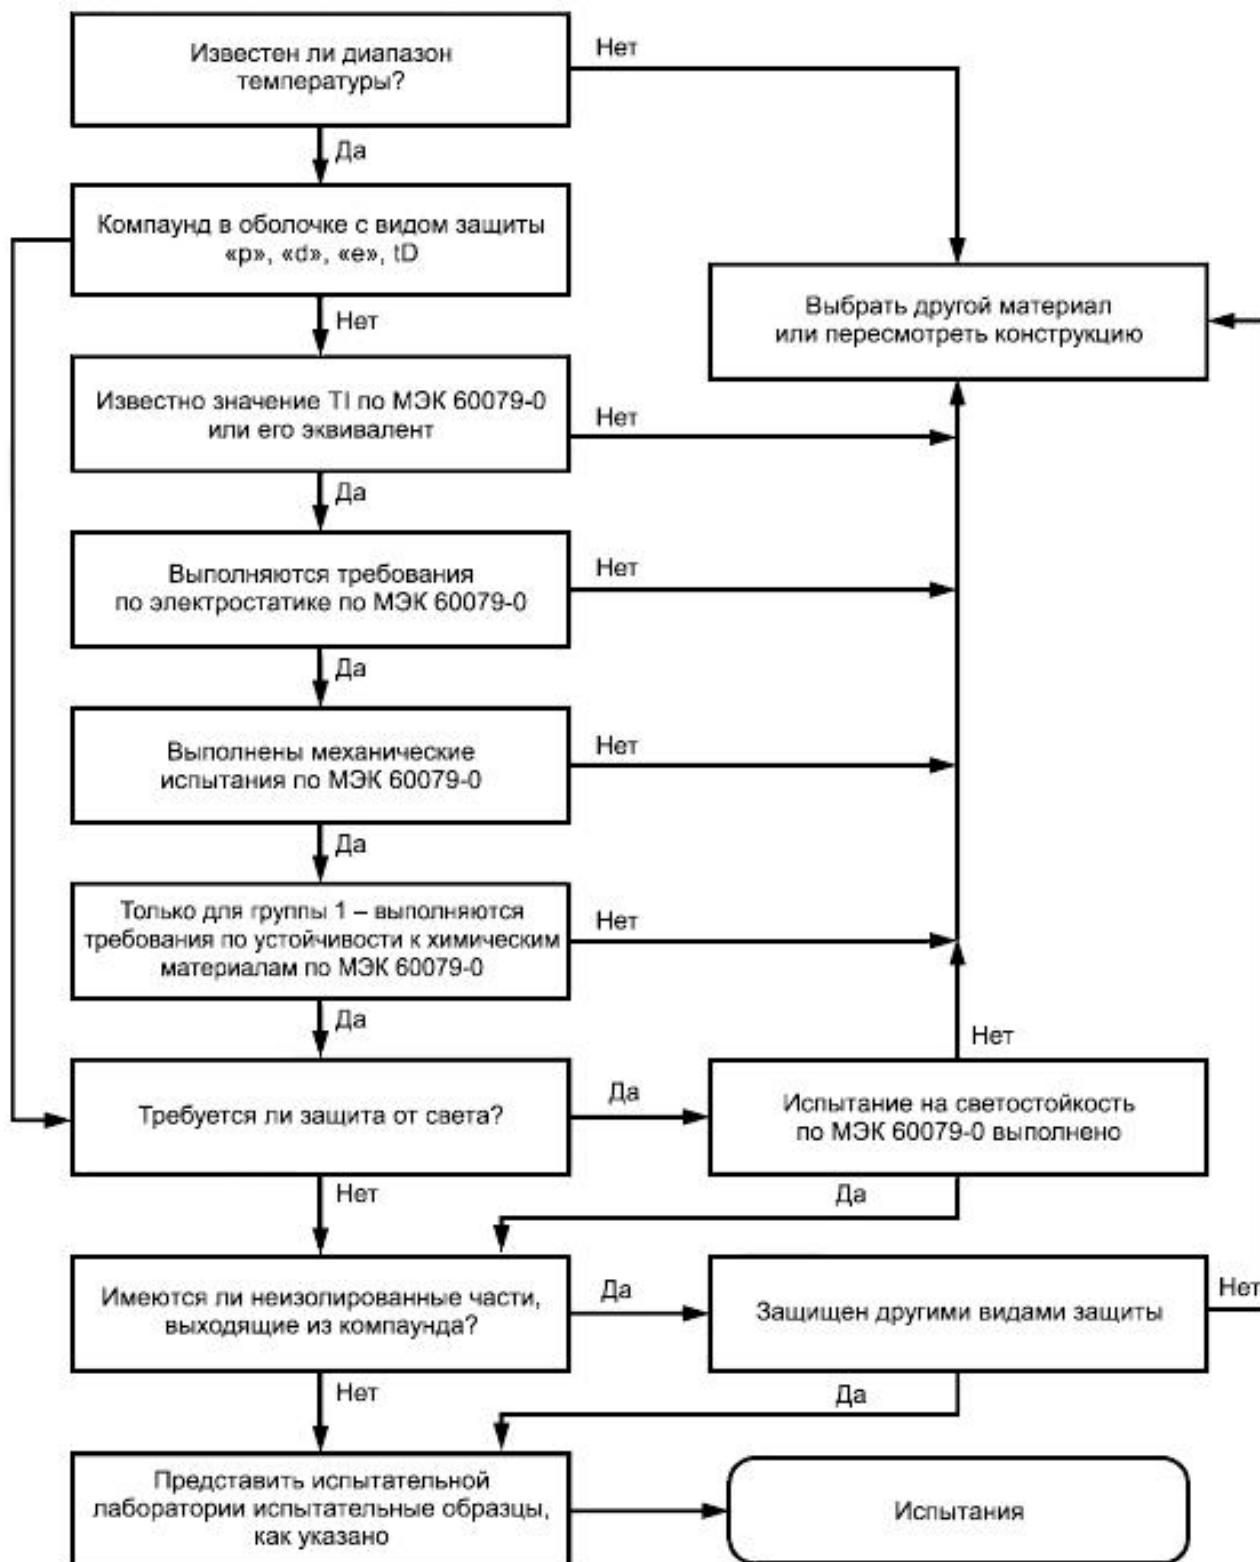 Известен ли диапазон
температуры?
Нет
Да
Компаунд в оболочке с видом защиты
«p», «d», «e», tD
Нет
Выбрать другой материал
или пересмотреть конструкцию
Известно значение TI по МЭК 60079-0
или его эквивалент
Нет
Да
Выполняются требования
по электростатике по МЭК 60079-0
Нет
Да
Выполнены механические
испытания по МЭК 60079-0
Нет
Да
Только для группы 1 – выполняются
требования по устойчивости к химическим
материалам по МЭК 60079-0
Нет
Да
Нет
Требуется ли защита от света?
Да
Испытание на светостойкость
по МЭК 60079-0 выполнено
Нет
Да
Имеются ли неизолированные части,
выходящие из компаунда?
Да
Защищен другими видами защиты
Нет
Нет
Да
Представить испытательной
лаборатории испытательные образцы,
как указано
Испытания